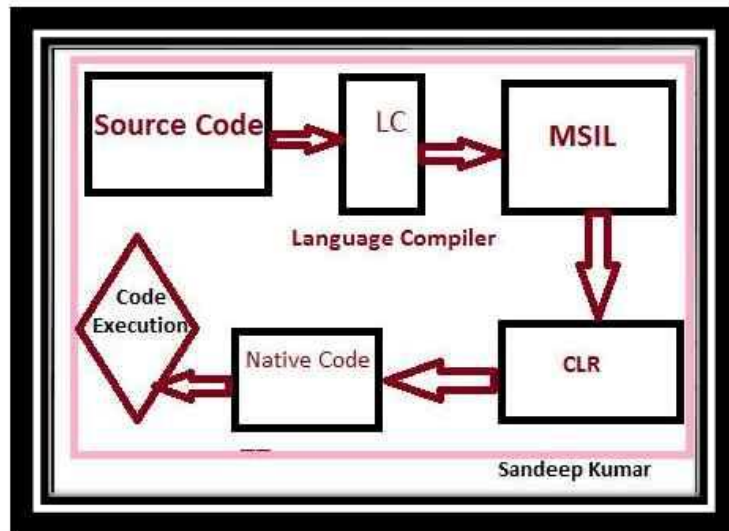 Source Code
LC
MSIL
Language Compiler
Code
Execution
Native Code
CLR
Sandeep Kumar